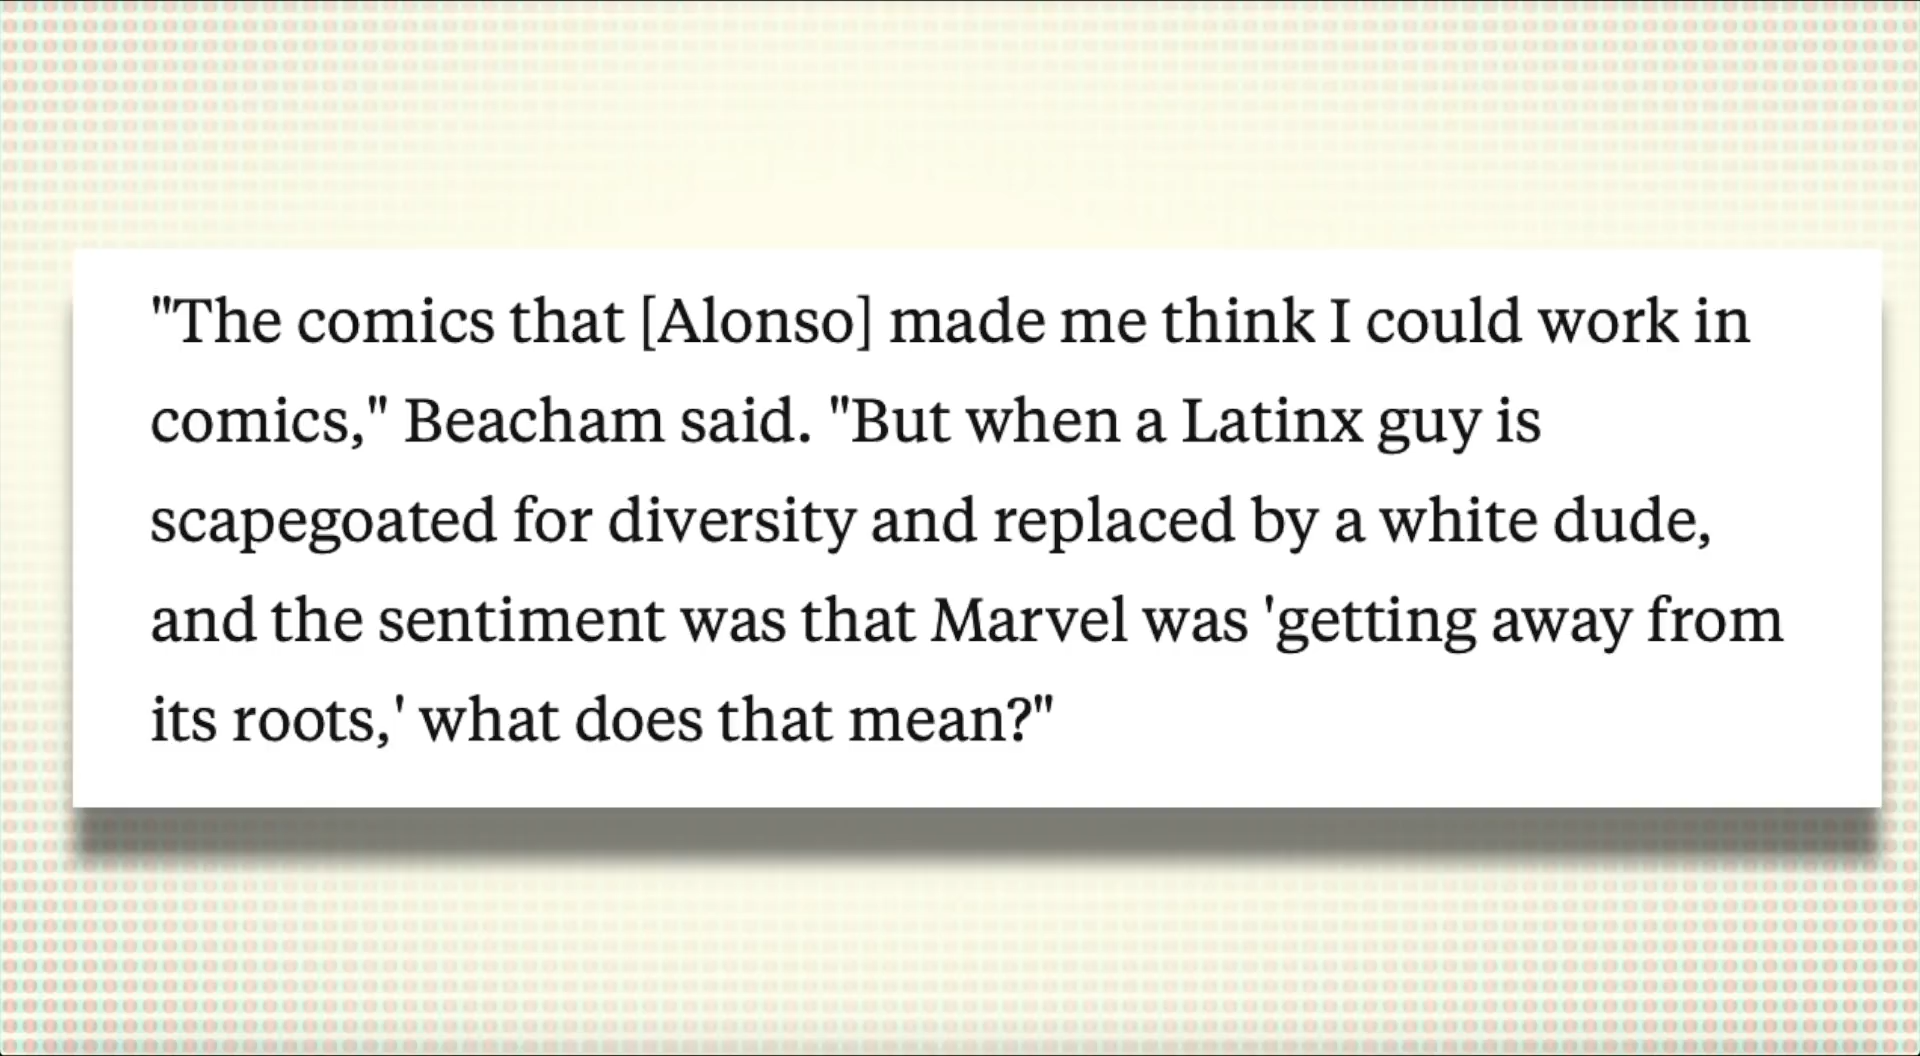 "The comics that [Alonso] made me think I could work in
comics," Beacham said. "But when a Latinx guy is
scapegoated for diversity and replaced by a white dude,
and the sentiment was that Marvel was 'getting away from
its roots,' what does that mean?"